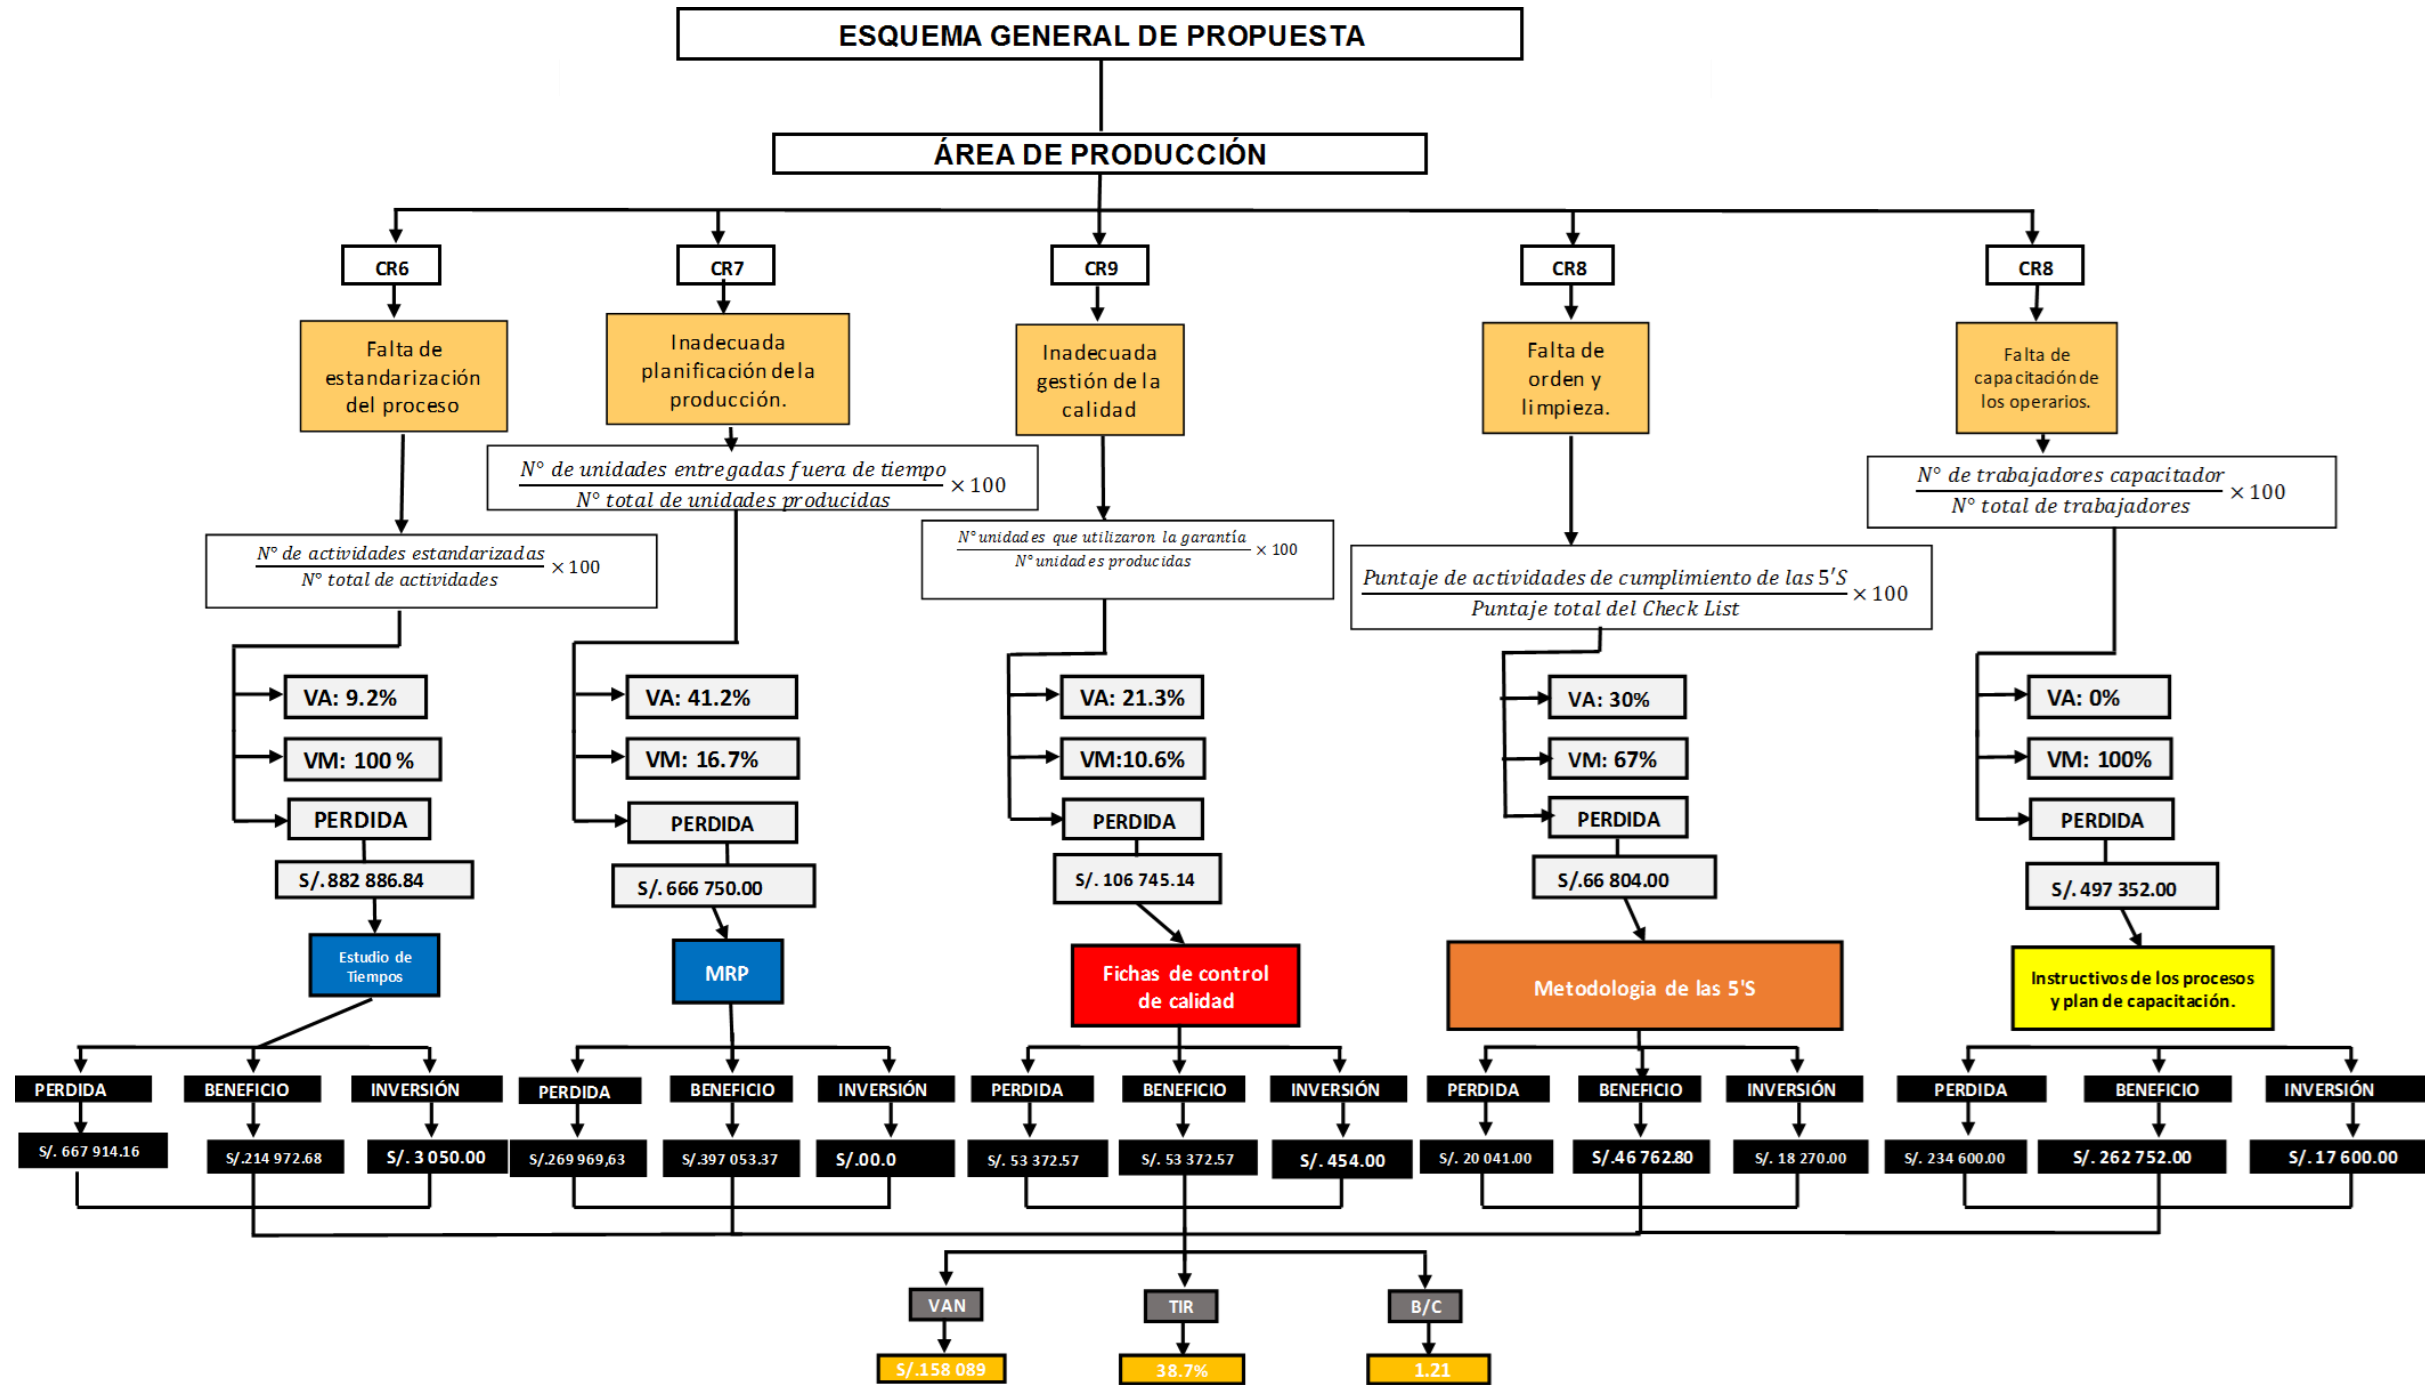 ESQUEMA GENERAL DE PROPUESTA
ÁREA DE PRODUCCIÓN
CR6
CR7
CR9
CR8
CR8
Falta de
estandarización
del proceso
Inadecuada
planificación de la
producción.
Inadecuada
gestión de la
calidad
Falta de
orden y
limpieza.
Falta de
capacitación de
los operarios.
N° de actividades estandarizadas
N° total de actividades
× 100
N° de unidades entregadas fuera de tiempo
N° total de unidades producidas
× 100
N° unidades que utilizaron la garantía
N° unidades producidas
× 100
Puntaje de actividades de cumplimiento de las 5'S
Puntaje total del Check List
× 100
N° de trabajadores capacitador
N° total de trabajadores
× 100
VA: 9.2%
VA: 41.2%
VA: 21.3%
VA: 30%
VA: 0%
VM: 100 %
VM: 16.7%
VM:10.6%
VM: 67%
VM: 100%
PERDIDA
PERDIDA
PERDIDA
PERDIDA
PERDIDA
S/.882 886.84
S/. 666 750.00
S/. 106 745.14
S/.66 804.00
S/. 497 352.00
Estudio de
Tiempos
MRP
Fichas de control
de calidad
Metodologia de las 5'S
Instructivos de los procesos
y plan de capacitación.
PERDIDA
BENEFICIO
INVERSIÓN
PERDIDA
BENEFICIO
INVERSIÓN
PERDIDA
BENEFICIO
INVERSIÓN
PERDIDA
BENEFICIO
INVERSIÓN
PERDIDA
BENEFICIO
INVERSIÓN
S/. 667 914.16
S/.214 972.68
S/. 3 050.00
S/.269 969,63
S/.397 053.37
S/.00.0
S/. 53 372.57
S/. 53 372.57
S/. 454.00
S/. 20 041.00
S/.46 762.80
S/. 18 270.00
S/. 234 600.00
S/. 262 752.00
S/. 17 600.00
VAN
TIR
B/C
S/.158 089
38.7%
1.21